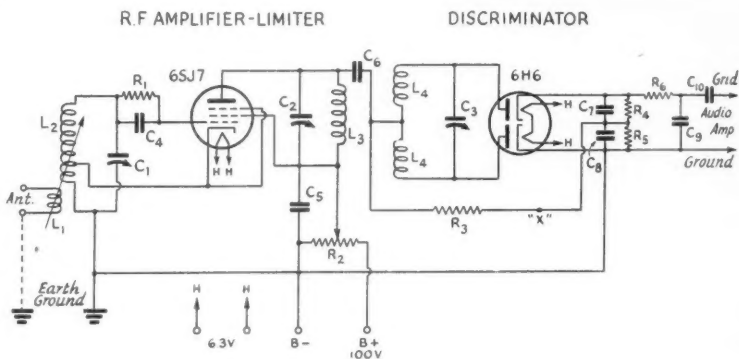 R.F AMPLIFIER-LIMITER
DISCRIMINATOR
6SJ7
6H6
C6
R1
C4
L2
C1
Ant.
L1
C2
L3
C5
R2
L4
L4
C3
H
H
C7
R4
C8
R5
R6
C10
Grid
Audio
Amp
C9
Ground
R3
"X"
H H
Earth
Ground
H
H
6.3V
B-
B+
100V